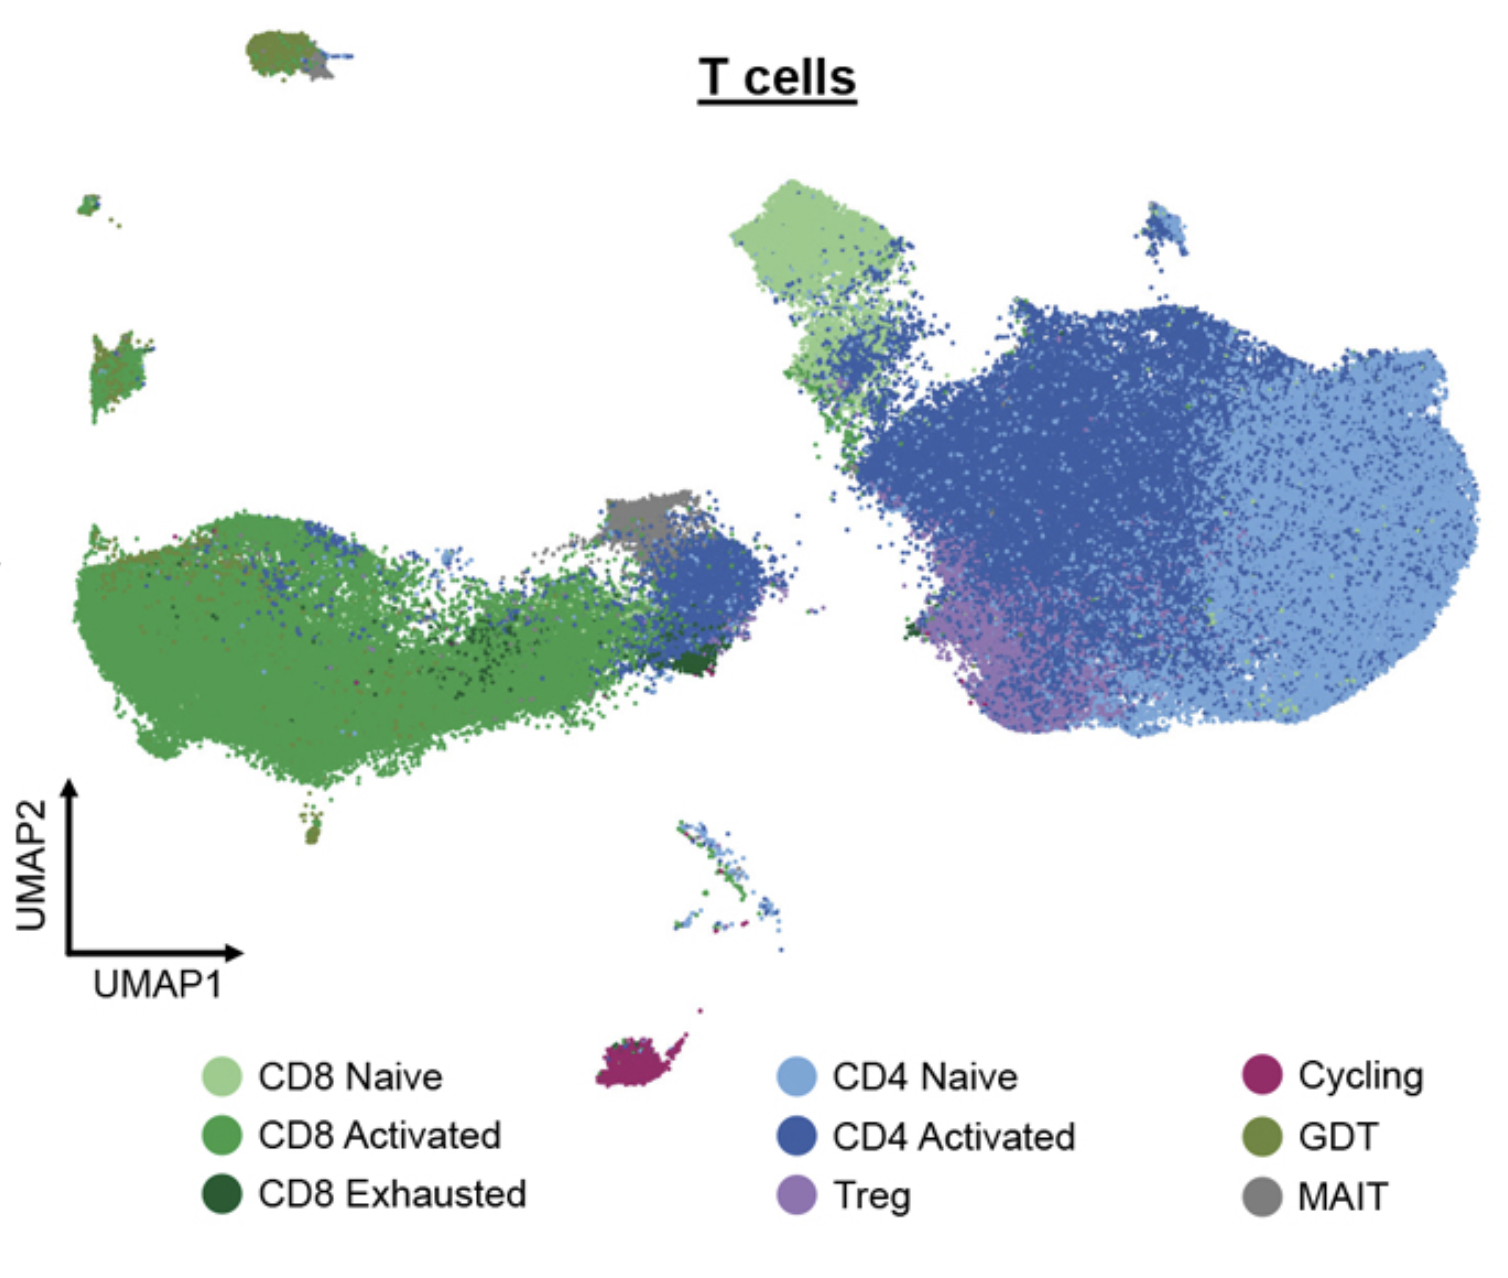 T cells
UMAP2
UMAP1
CD8 Naive
CD8 Activated
CD8 Exhausted
CD4 Naive
CD4 Activated
Treg
Cycling
GDT
MAIT